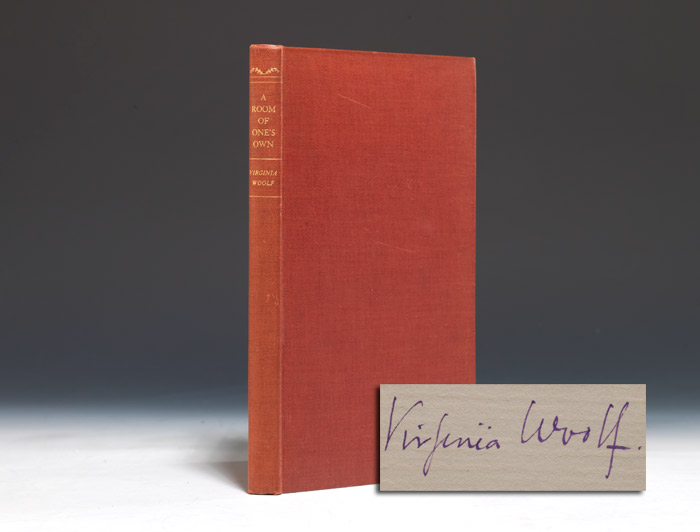 A
ROOM
OF
ONE'S
OWN
VIRGINIA
WOOLF
Virginia Woolf.